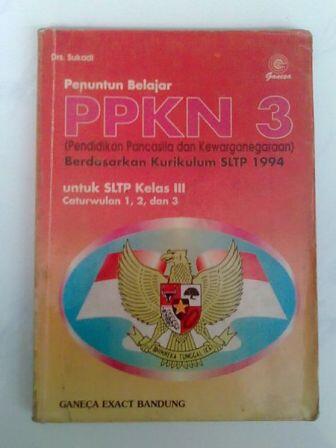 Drs. Sukadi
Ganeca
Penuntun Belajar
PPKN 3
(Pendidikan Pancasila dan Kewarganegaraan)
Berdasarkan Kurikulum SLTP 1994
untuk SLTP Kelas III
Caturwulan 1, 2, dan 3
BHINNEKA TUNGGAL IKA
GANEÇA EXACT BANDUNG